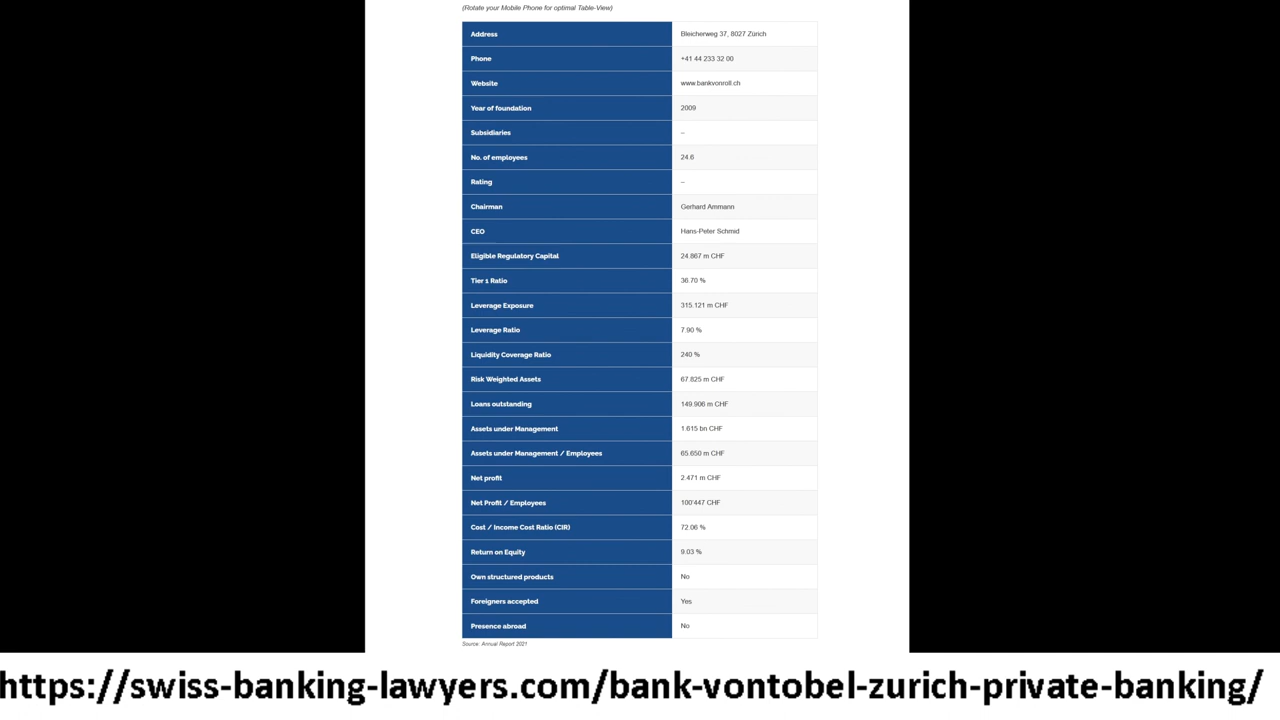 (Rotate your Mobile Phone for optimal Table-View)
Address Bleicherweg 37, 8027 Zürich
Phone +41 44 233 32 00
Website www.bankvonroll.ch
Year of foundation 2009
Subsidiaries –
No. of employees 24.6
Rating –
Chairman Gerhard Ammann
CEO Hans-Peter Schmid
Eligible Regulatory Capital 24.867 m CHF
Tier 1 Ratio 36.70 %
Leverage Exposure 315.121 m CHF
Leverage Ratio 7.90 %
Liquidity Coverage Ratio 240 %
Risk Weighted Assets 67.825 m CHF
Loans outstanding 149.906 m CHF
Assets under Management 1.615 bn CHF
Assets under Management / Employees 65.650 m CHF
Net profit 2.471 m CHF
Net Profit / Employees 100'447 CHF
Cost / Income Cost Ratio (CIR) 72.06 %
Return on Equity 9.03 %
Own structured products No
Foreigners accepted Yes
Presence abroad No
Source: Annual Report 2021
https://swiss-banking-lawyers.com/bank-vontobel-zurich-private-banking/